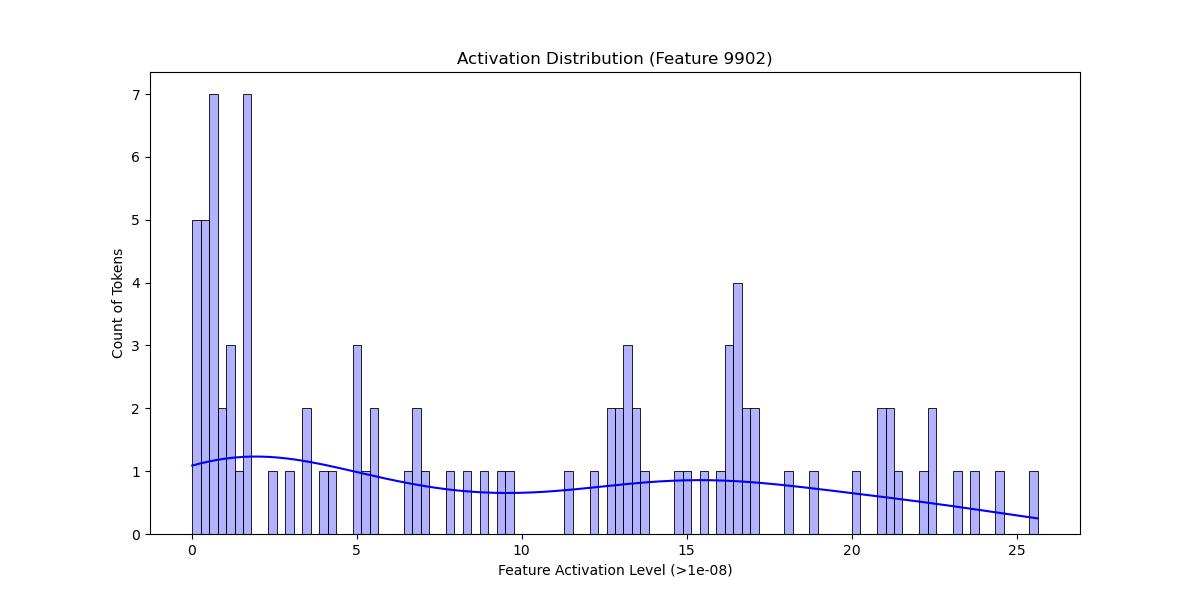 Activation Distribution (Feature 9902)
Count of Tokens
7
6
5
4
3
2
1
0
0 5 10 15 20 25
Feature Activation Level (>1e-08)